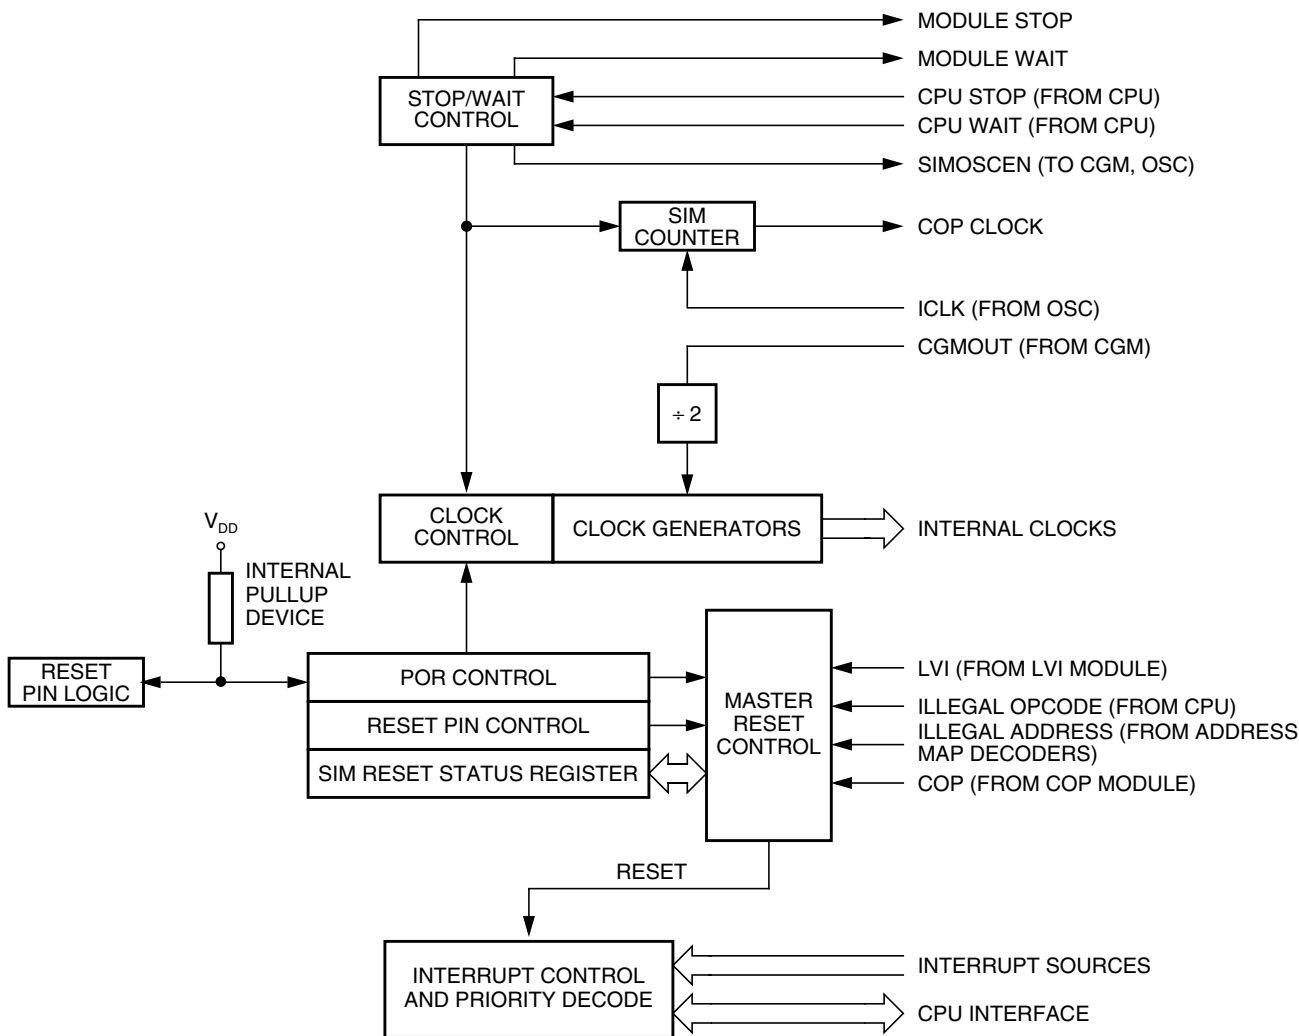 MODULE STOP
MODULE WAIT
STOP/WAIT
CONTROL
CPU STOP (FROM CPU)
CPU WAIT (FROM CPU)
SIMOSCEN (TO CGM, OSC)
SIM
COUNTER
COP CLOCK
ICLK (FROM OSC)
CGMOUT (FROM CGM)
÷ 2
CLOCK
CONTROL
CLOCK GENERATORS
INTERNAL CLOCKS
VDD
INTERNAL
PULLUP
DEVICE
RESET
PIN LOGIC
POR CONTROL
RESET PIN CONTROL
SIM RESET STATUS REGISTER
MASTER
RESET
CONTROL
LVI (FROM LVI MODULE)
ILLEGAL OPCODE (FROM CPU)
ILLEGAL ADDRESS (FROM ADDRESS
MAP DECODERS)
COP (FROM COP MODULE)
RESET
INTERRUPT CONTROL
AND PRIORITY DECODE
INTERRUPT SOURCES
CPU INTERFACE